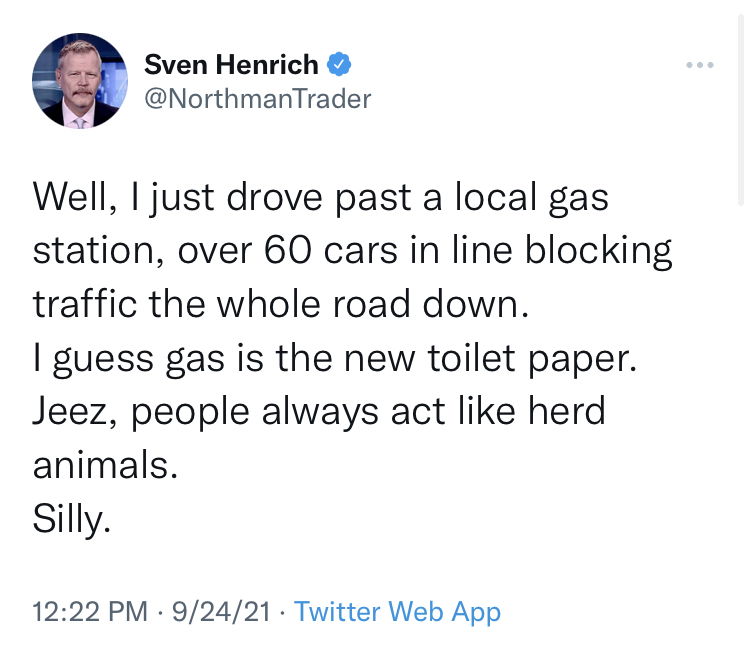 Sven Henrich
@NorthmanTrader
Well, I just drove past a local gas
station, over 60 cars in line blocking
traffic the whole road down.
I guess gas is the new toilet paper.
Jeez, people always act like herd
animals.
Silly.
12:22 PM · 9/24/21 · Twitter Web App